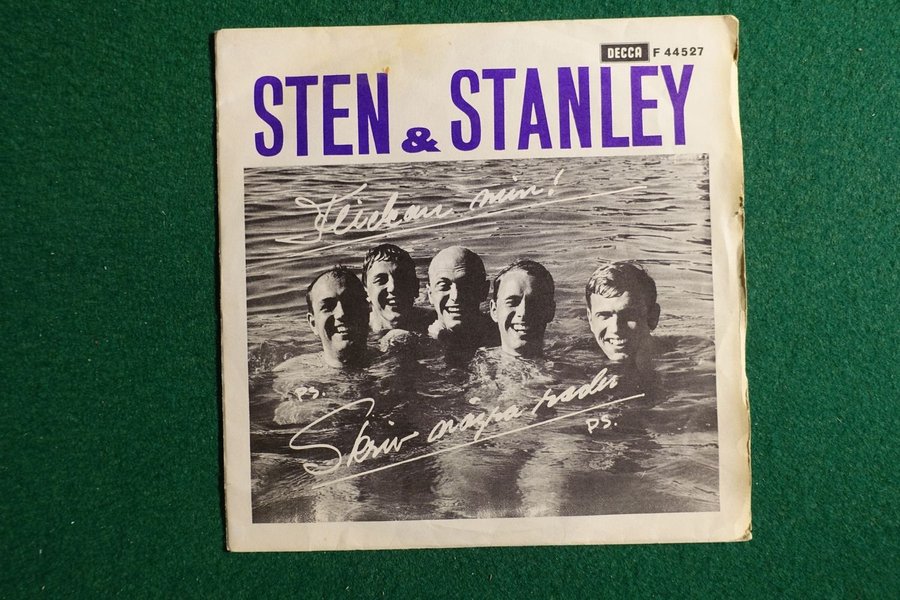 DECCA F 44527
STEN & STANLEY
Flickan min!
PS.
Skriv några rader
PS.